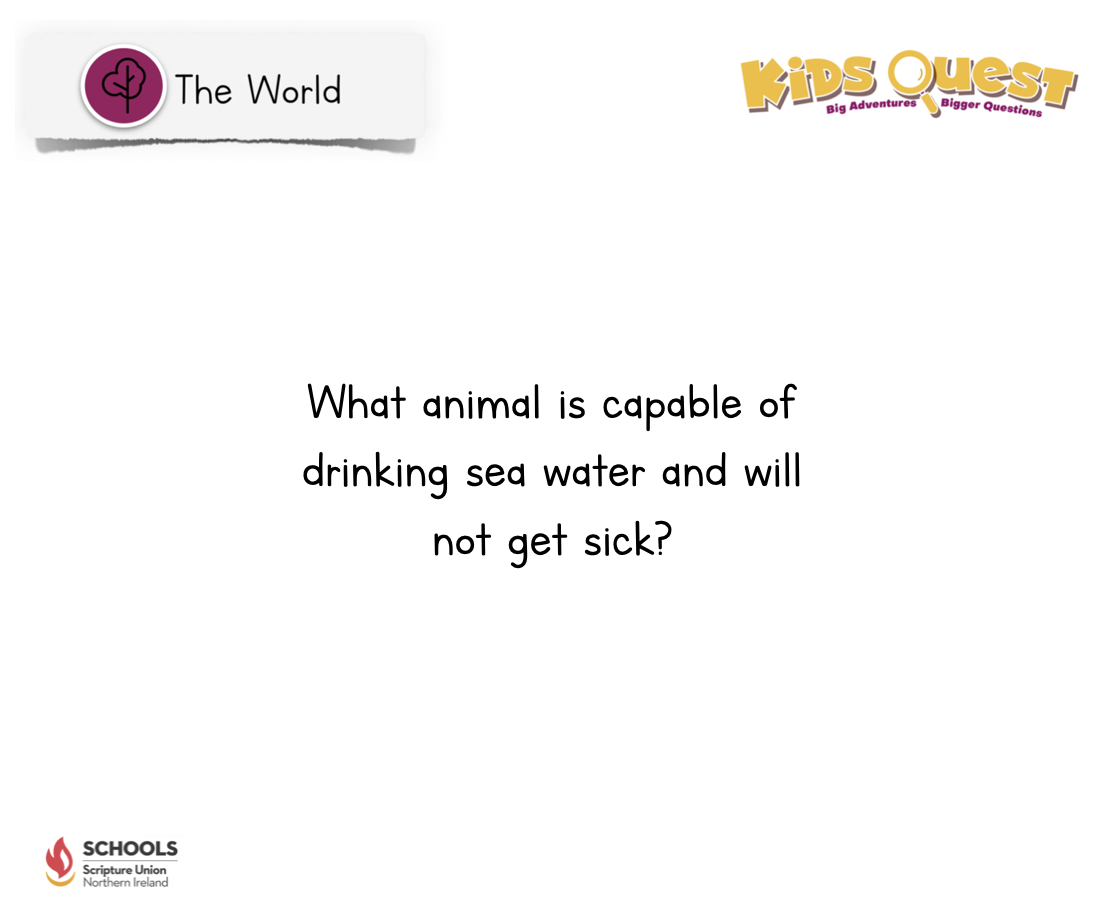 The World
KiDS QUEST
Big Adventures Bigger Questions
What animal is capable of
drinking sea water and will
not get sick?
SCHOOLS
Scripture Union
Northern Ireland